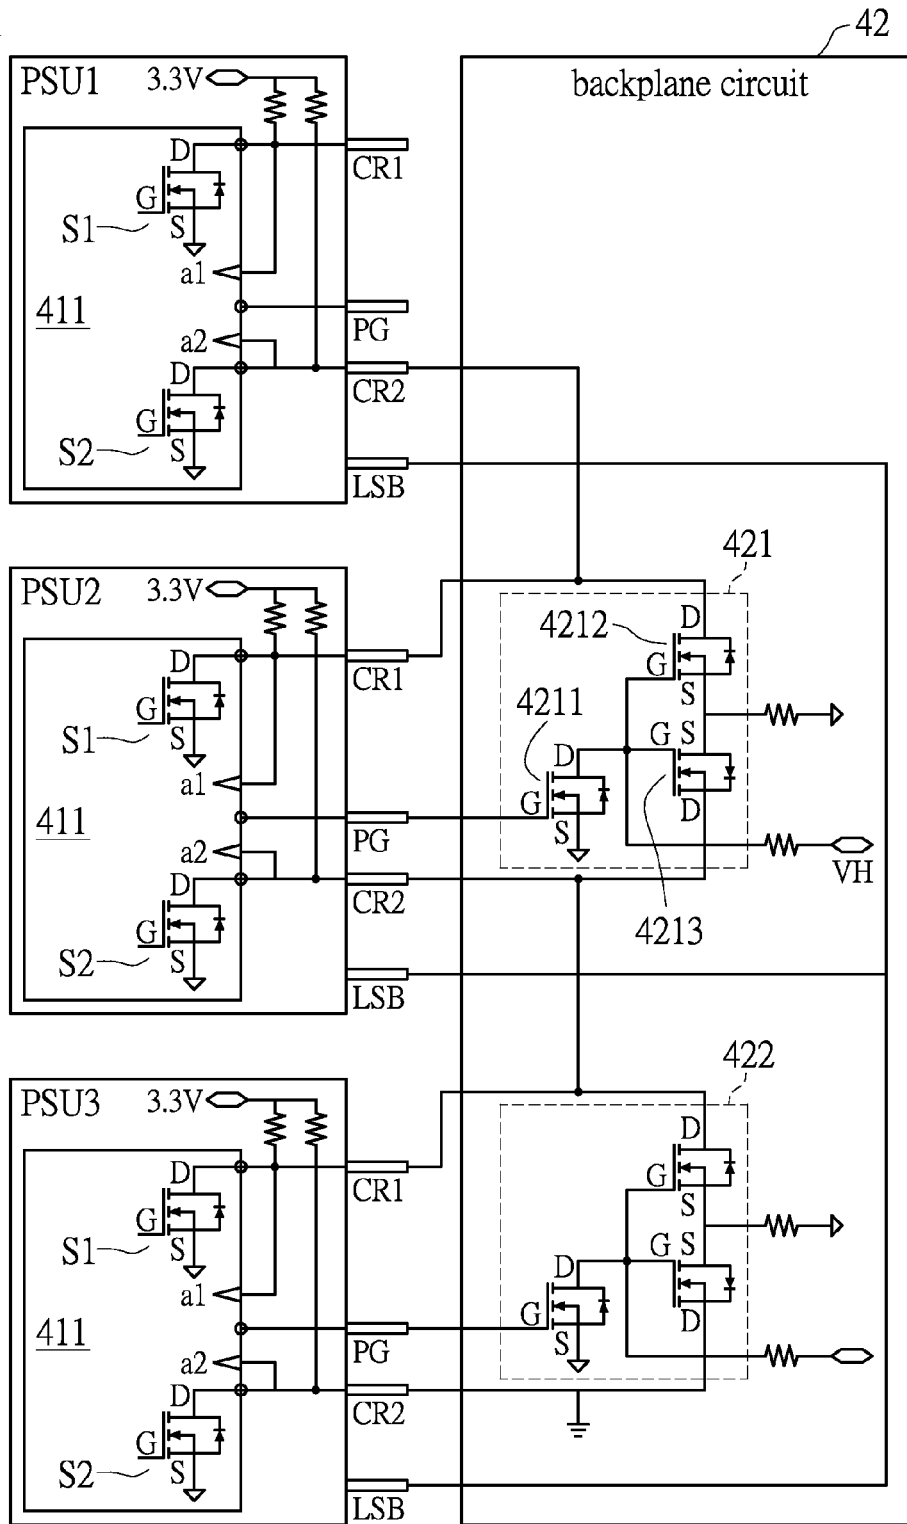 42
backplane circuit
PSU1
3.3V
D
G
S
S1
CR1
a1
411
PG
a2
D
G
S
S2
CR2
LSB
PSU2
3.3V
D
G
S
S1
CR1
a1
411
PG
a2
D
G
S
S2
CR2
LSB
421
4212
D
G
S
4211
D
G
S
S
G
D
VH
4213
PSU3
3.3V
D
G
S
S1
CR1
a1
411
PG
a2
D
G
S
S2
CR2
LSB
422
D
G
S
D
G
S
S
G
D